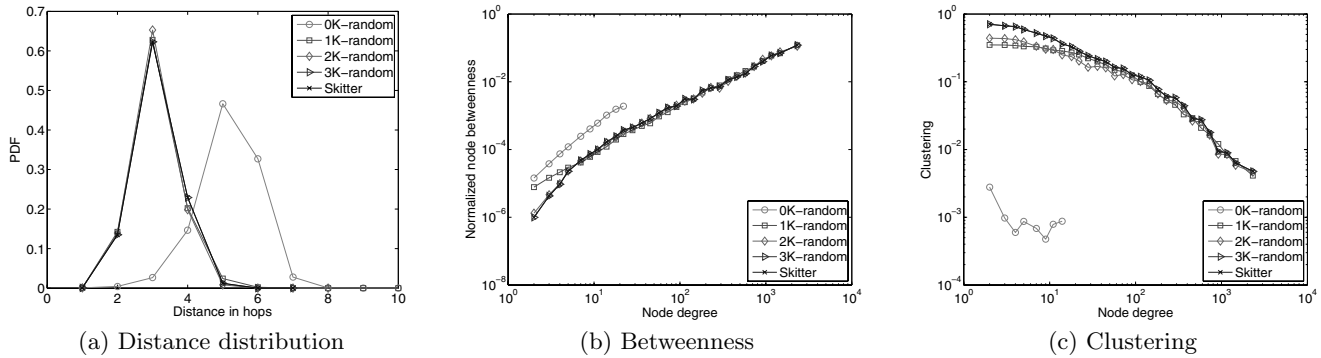 0.7
0.6
0.5
0.4
0.3
0.2
0.1
0
0
2
4
6
8
10
PDF
Distance in hops
0K−random
1K−random
2K−random
3K−random
Skitter
(a) Distance distribution
10^0
10^−2
10^−4
10^−6
10^−8
10^0
10^1
10^2
10^3
10^4
Normalized node betweenness
Node degree
0K−random
1K−random
2K−random
3K−random
Skitter
(b) Betweenness
10^0
10^−1
10^−2
10^−3
10^−4
10^0
10^1
10^2
10^3
10^4
Clustering
Node degree
0K−random
1K−random
2K−random
3K−random
Skitter
(c) Clustering